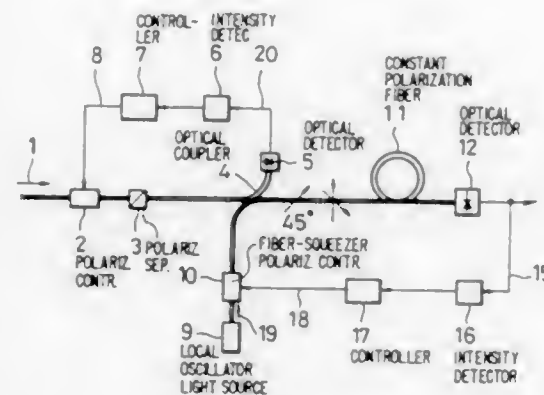 CONTROL-
LER
7
INTENSITY
DETEC
6
8
20
CONSTANT
POLARIZATION
FIBER
11
OPTICAL
DETECTOR
12
OPTICAL
COUPLER
4
5
OPTICAL
DETECTOR
1
45°
2
POLARIZ
CONTR.
3
POLARIZ
SEP.
10
FIBER-SQUEEZER
POLARIZ CONTR.
15
9
19
18
17
16
LOCAL
OSCILLATOR
LIGHT SOURCE
CONTROLLER
INTENSITY
DETECTOR